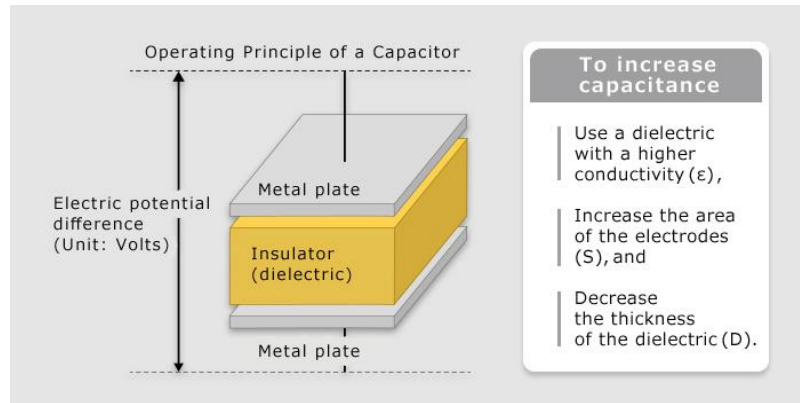 Operating Principle of a Capacitor
Electric potential
difference
(Unit: Volts)
Metal plate
Insulator
(dielectric)
Metal plate
To increase
capacitance
Use a dielectric
with a higher
conductivity (ε),
Increase the area
of the electrodes
(S), and
Decrease
the thickness
of the dielectric (D).